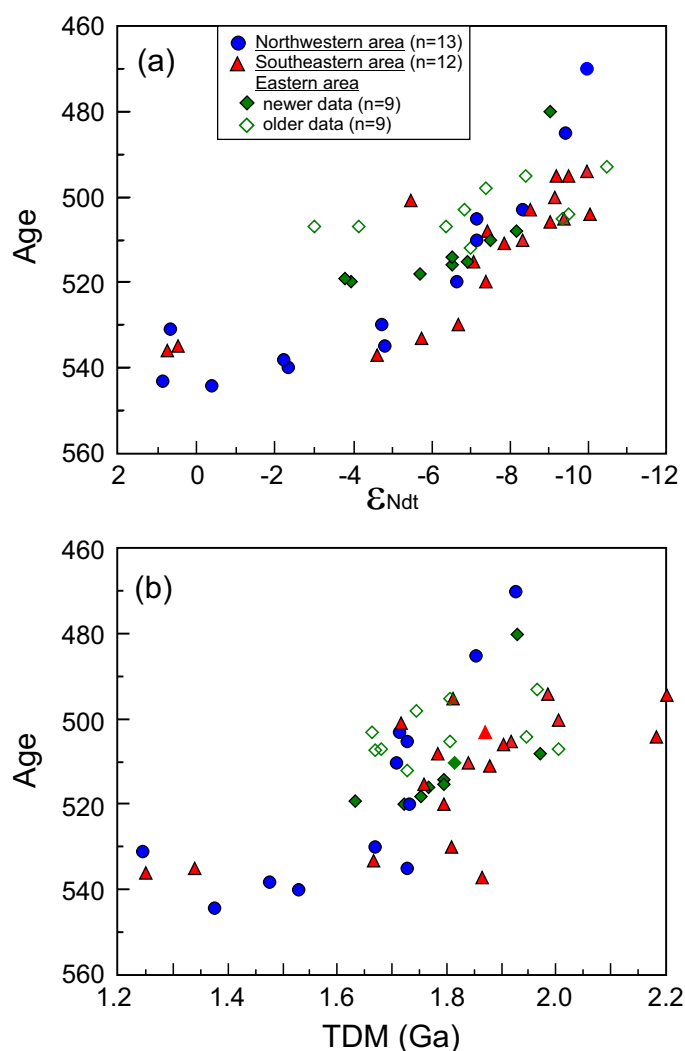 460
480
500
520
540
560
Age
(a)
Northwestern area (n=13)
Southeastern area (n=12)
Eastern area
newer data (n=9)
older data (n=9)
2 0 -2 -4 -6 -8 -10 -12
εNdt
460
480
500
520
540
560
Age
(b)
1.2 1.4 1.6 1.8 2.0 2.2
TDM (Ga)